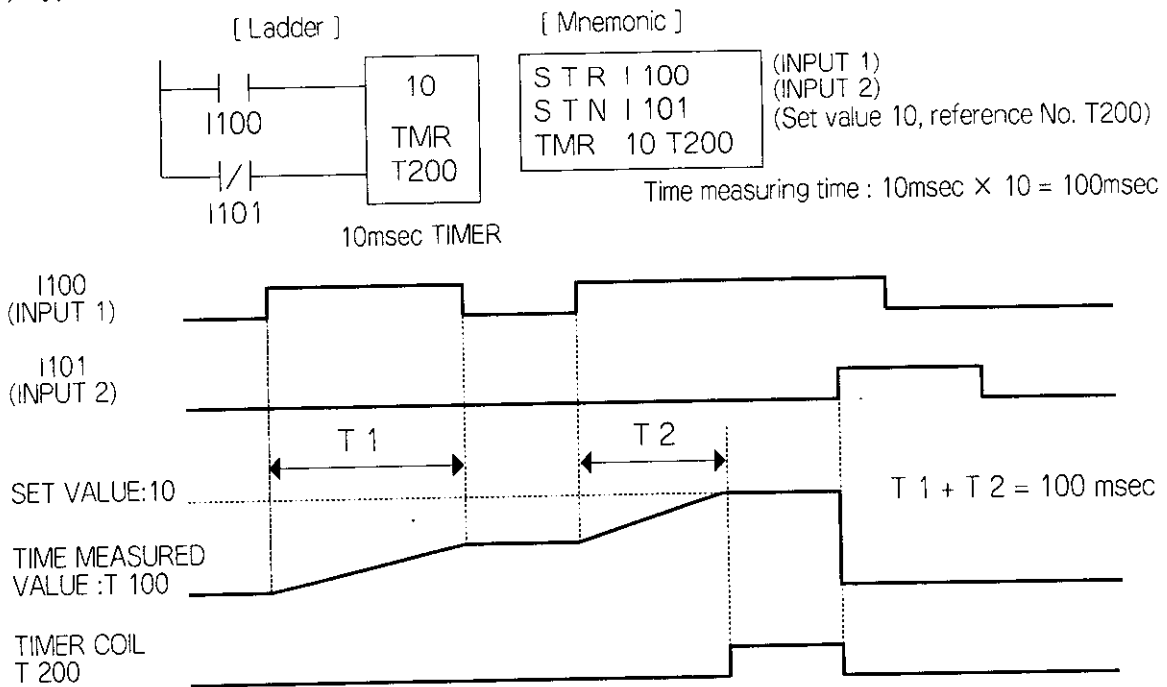 [ Ladder ]
[ Mnemonic ]
I100
I101
10
TMR
T200
10msec TIMER
STR I 100
STN I 101
TMR 10 T200
(INPUT 1)
(INPUT 2)
(Set value 10, reference No. T200)
Time measuring time : 10msec × 10 = 100msec
I100
(INPUT 1)
I101
(INPUT 2)
T 1
T 2
SET VALUE:10
T 1 + T 2 = 100 msec
TIME MEASURED
VALUE :T 100
TIMER COIL
T 200